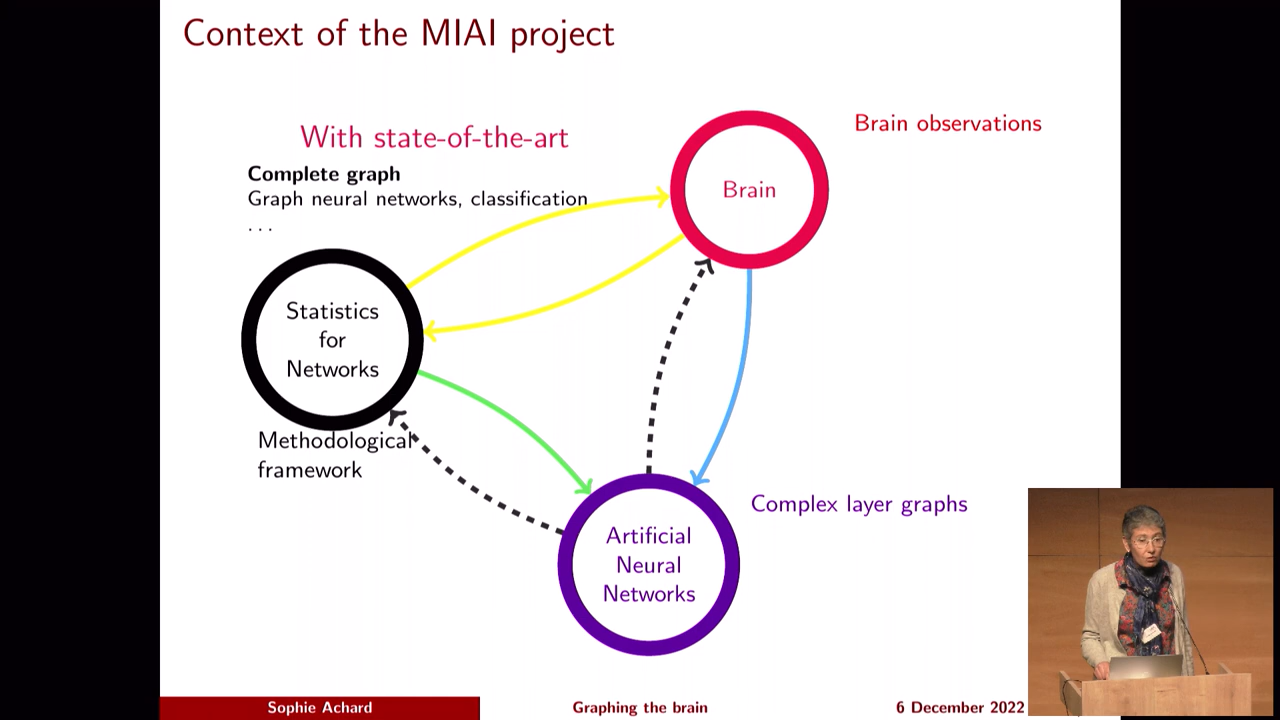 Context of the MIAI project
With state-of-the-art
Complete graph
Graph neural networks, classification
. . .
Brain observations
Brain
Statistics
for
Networks
Methodological
framework
Complex layer graphs
Artificial
Neural
Networks
Sophie Achard
Graphing the brain
6 December 2022